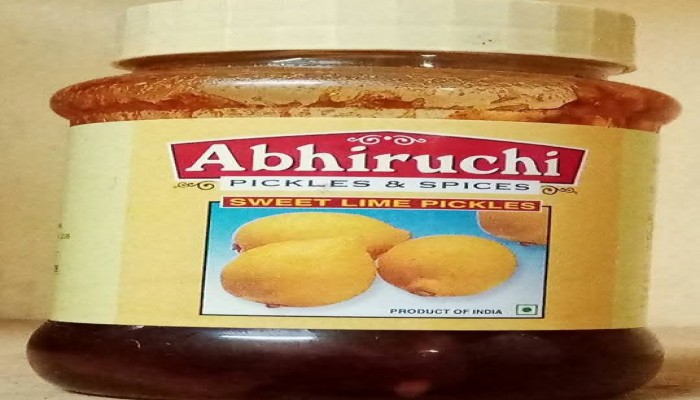 Abhiruchi
PICKLES & SPICES
SWEET LIME PICKLES
PRODUCT OF INDIA